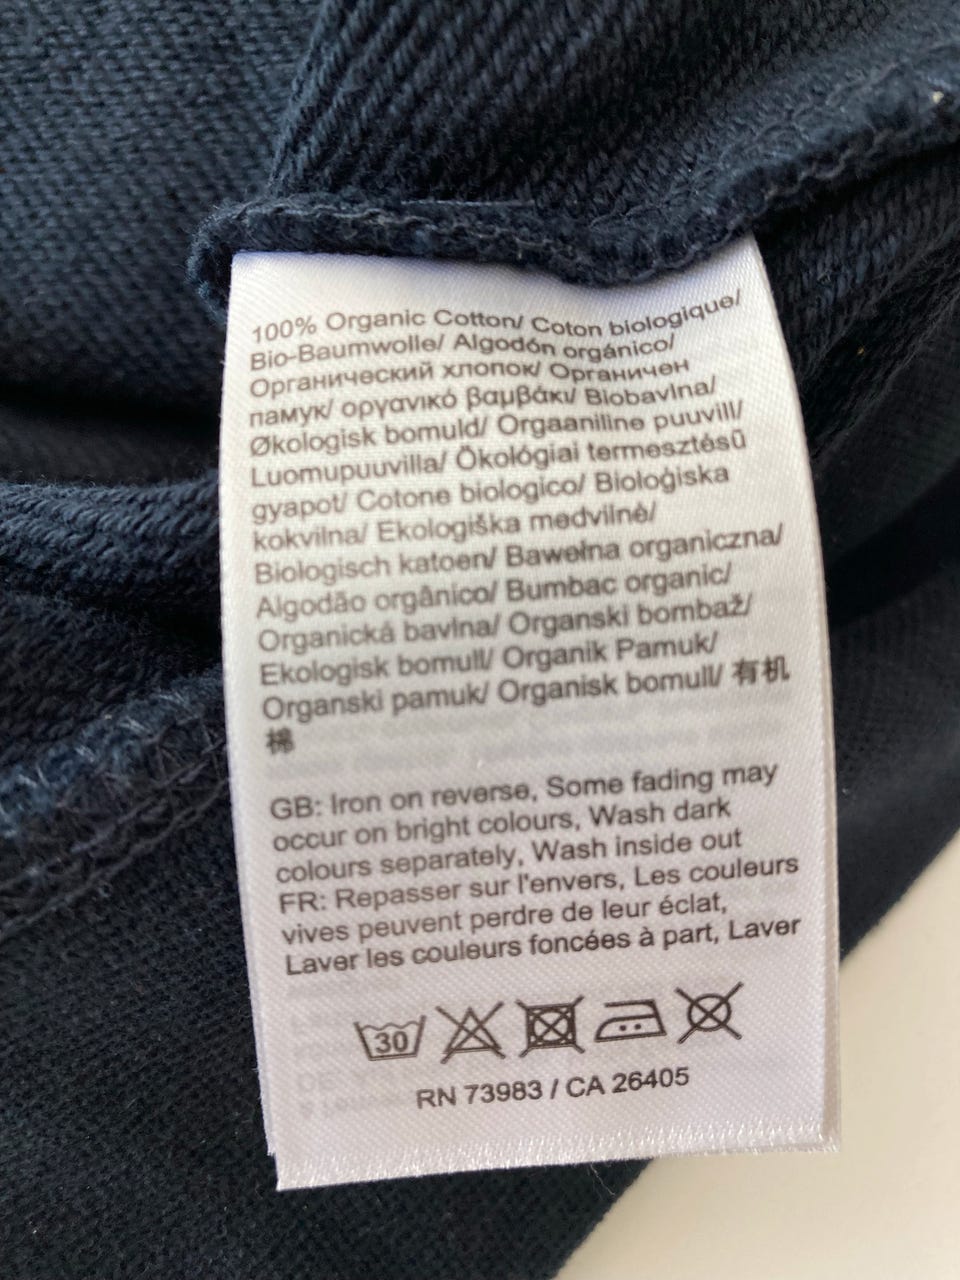 100% Organic Cotton/ Coton biologique/
Bio-Baumwolle/ Algodón orgánico/
Органический хлопок/ Органичен
памук/ οργανικό βαμβάκι/ Biobavlna/
Økologisk bomuld/ Orgaaniline puuvill/
Luomupuuvilla/ Ökológiai termesztésű
gyapot/ Cotone biologico/ Bioloģiska
kokvilna/ Ekologiška medvilnė/
Biologisch katoen/ Bawełna organiczna/
Algodão orgânico/ Bumbac organic/
Organická bavlna/ Organski bombaž/
Ekologisk bomull/ Organik Pamuk/
Organski pamuk/ Organisk bomull/ 有机
棉
GB: Iron on reverse, Some fading may
occur on bright colours, Wash dark
colours separately, Wash inside out
FR: Repasser sur l'envers, Les couleurs
vives peuvent perdre de leur éclat,
Laver les couleurs foncées à part, Laver
30
RN 73983 / CA 26405